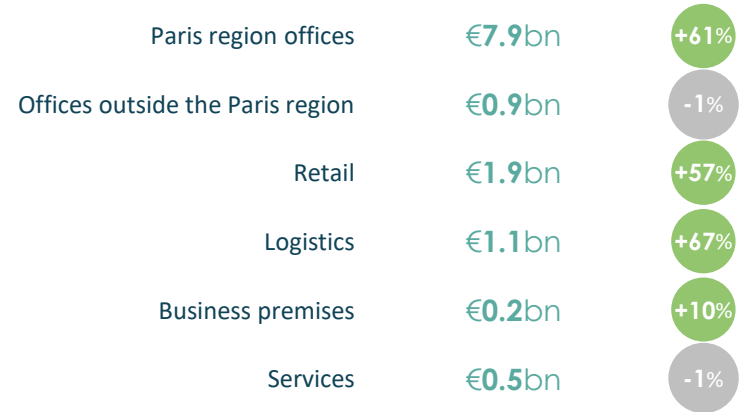 Paris region offices €7.9bn +61%
Offices outside the Paris region €0.9bn -1%
Retail €1.9bn +57%
Logistics €1.1bn +67%
Business premises €0.2bn +10%
Services €0.5bn -1%